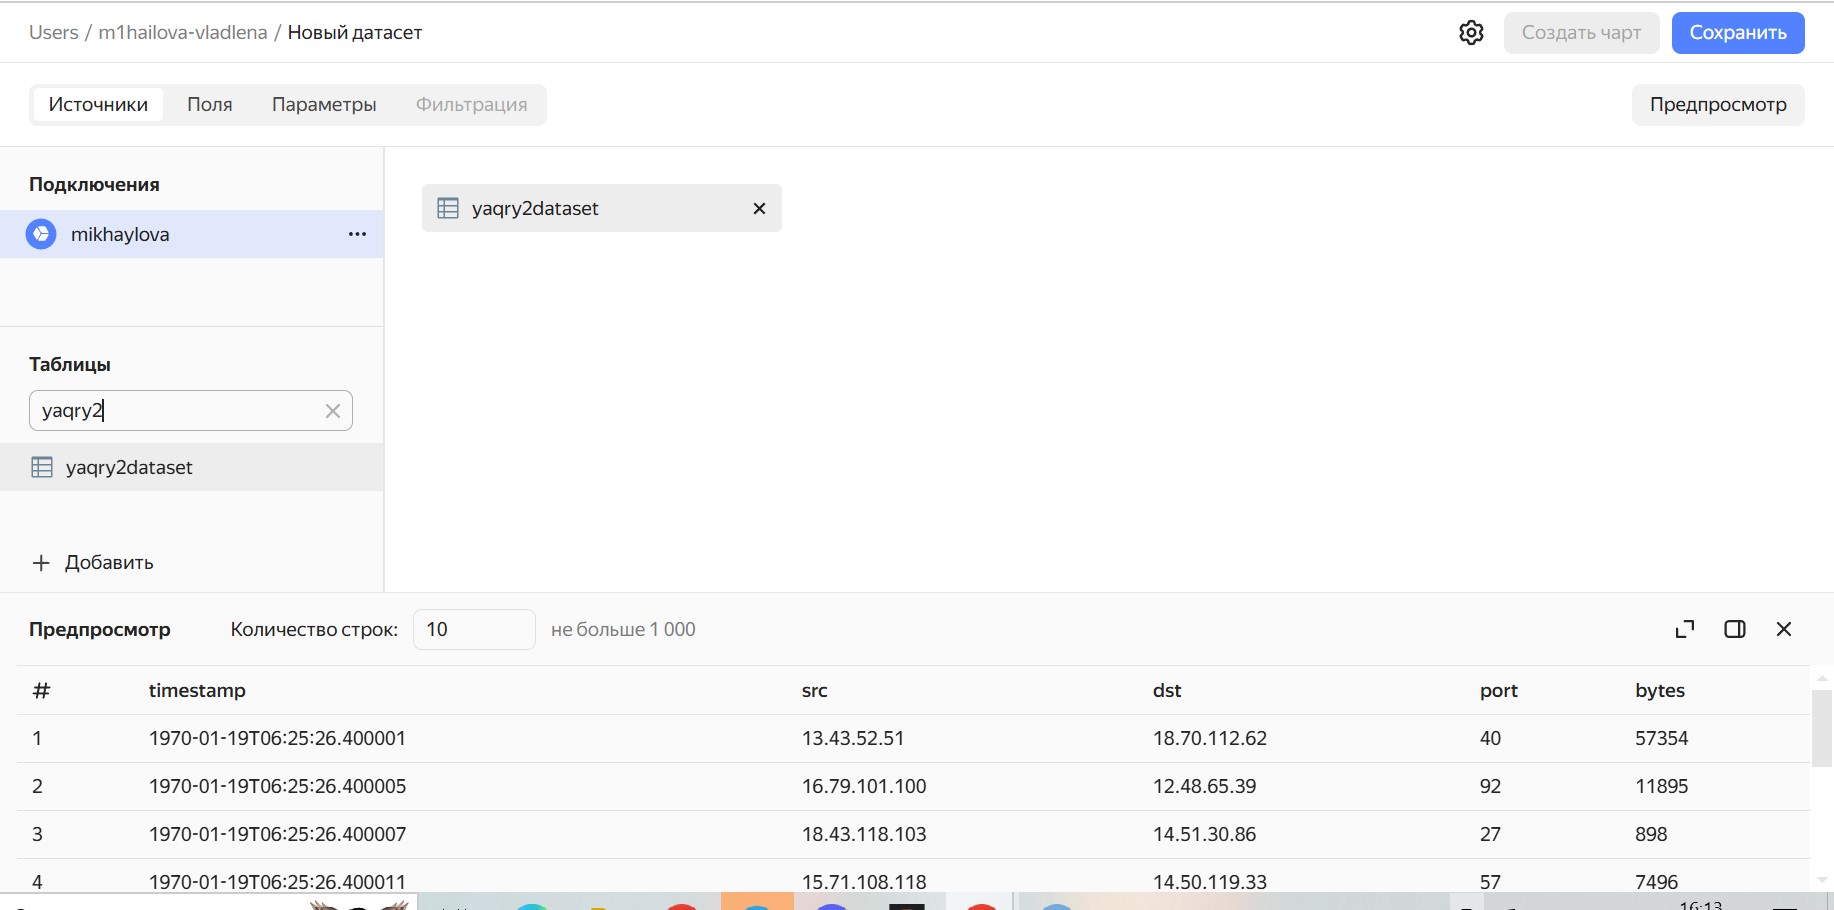 Users / m1hailova-vladlena / Новый датасет
Создать чарт
Сохранить
Источники
Поля
Параметры
Фильтрация
Предпросмотр
Подключения
mikhaylova
yaqry2dataset
Таблицы
yaqry2
yaqry2dataset
Добавить
Предпросмотр Количество строк: 10 не больше 1 000
# timestamp src dst port bytes
1 1970-01-19T06:25:26.400001 13.43.52.51 18.70.112.62 40 57354
2 1970-01-19T06:25:26.400005 16.79.101.100 12.48.65.39 92 11895
3 1970-01-19T06:25:26.400007 18.43.118.103 14.51.30.86 27 898
4 1970-01-19T06:25:26.400011 15.71.108.118 14.50.119.33 57 7496
16:13